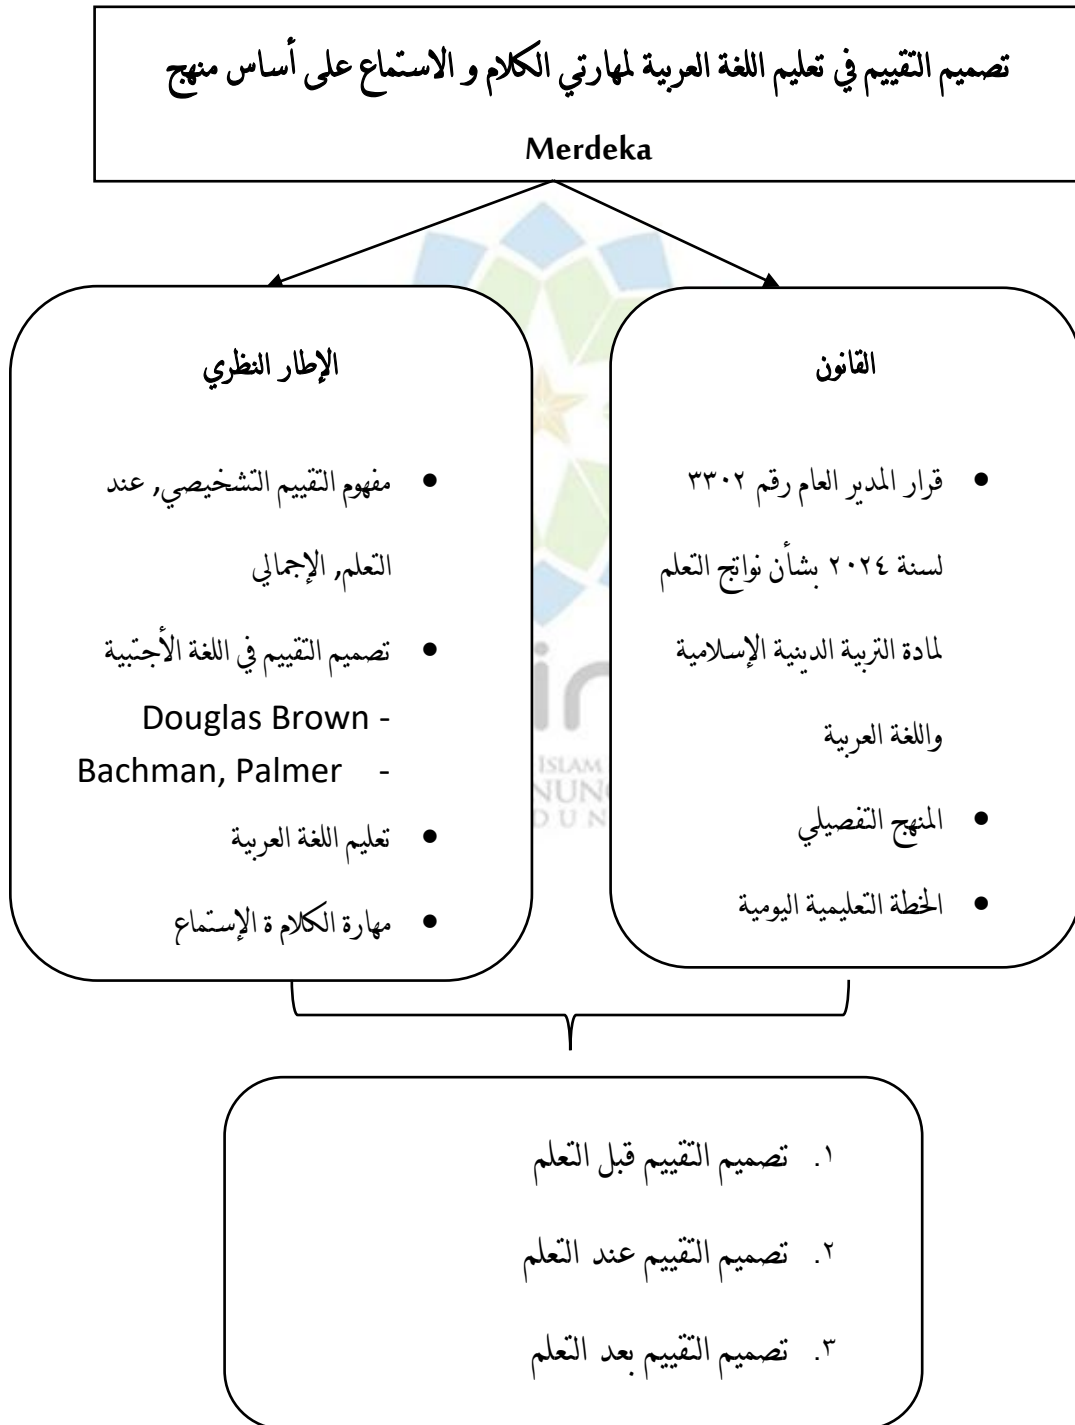 تصميم التقييم في تعليم اللغة العربية لمهارتي الكلام و الاستماع على أساس منهج
Merdeka
القانون
• قرار المدير العام رقم ٣٣٠٢
لسنة ٢٠٢٤ بشأن نواتج التعلم
لمادة التربية الدينية الإسلامية
واللغة العربية
• المنهج التفصيلي
• الخطة التعليمية اليومية
الإطار النظري
• مفهوم التقييم التشخيصي, عند
التعلم, الإجمالي
• تصميم التقييم في اللغة الأجنبية
Douglas Brown -
Bachman, Palmer -
• تعليم اللغة العربية
• مهارة الكلام ة الإستماع
ISLAM
NUN
DUN
١. تصميم التقييم قبل التعلم
٢. تصميم التقييم عند التعلم
٣. تصميم التقييم بعد التعلم